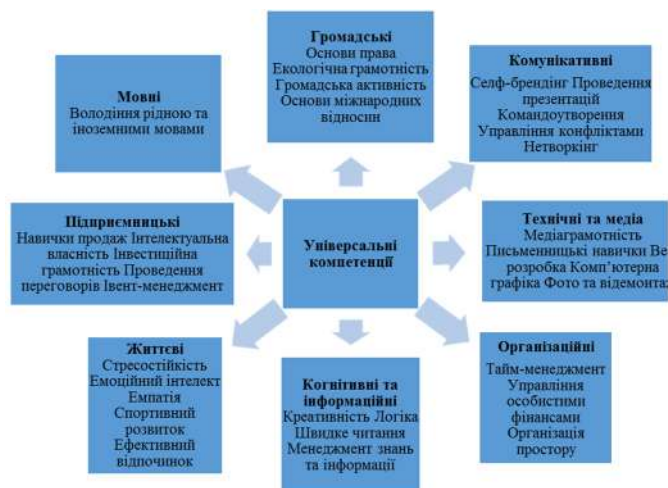 Громадські
Основи права
Екологічна грамотність
Громадська активність
Основи міжнародних
відносин
Мовні
Володіння рідною та
іноземними мовами
Комунікативні
Селф-брендінг Проведення
презентацій
Командоутворення
Управління конфліктами
Нетворкінг
Підприємницькі
Навички продаж Інтелектуальна
власність Інвестиційна
грамотність Проведення
переговорів Івент-менеджмент
Універсальні
компетенції
Технічні та медіа
Медіаграмотність
Письменницькі навички Ве
розробка Комп’ютерна
графіка Фото та відемонтаж
Життєві
Стресостійкість
Емоційний інтелект
Емпатія
Спортивний
розвиток
Ефективний
відпочинок
Когнітивні та
інформаційні
Креативність Логіка
Швидке читання
Менеджмент знань
та інформації
Організаційні
Тайм-менеджмент
Управління
особистими
фінансами
Організація
простору